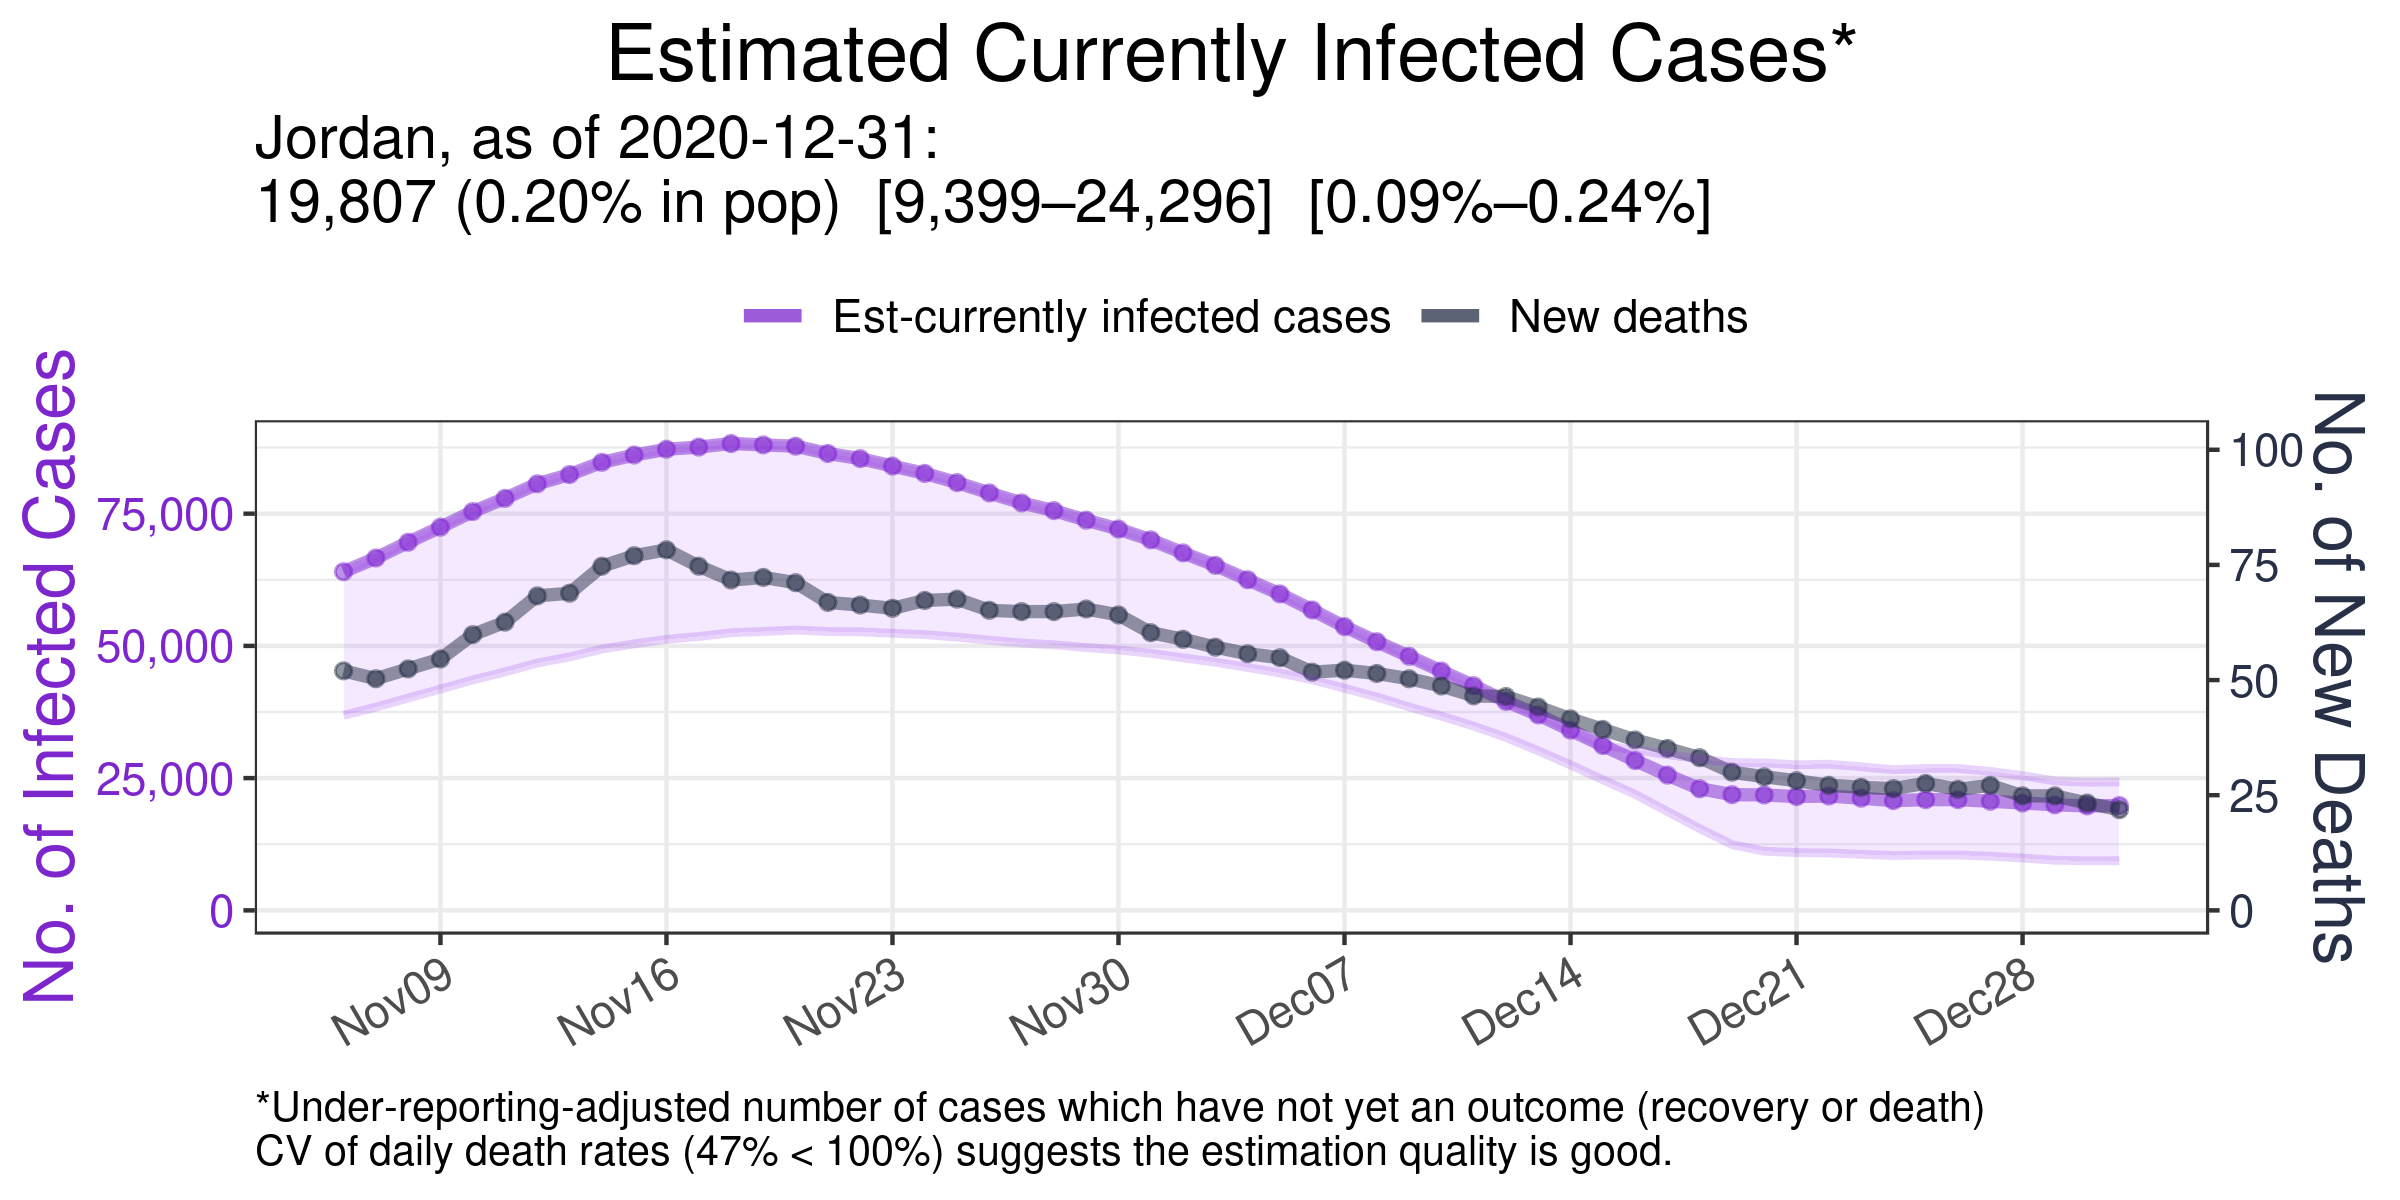 Estimated Currently Infected Cases*
Jordan, as of 2020-12-31:
19,807 (0.20% in pop)  [9,399–24,296]  [0.09%–0.24%]
Est-currently infected cases
New deaths
No. of Infected Cases
75,000
50,000
25,000
0
100
75
50
25
0
No. of New Deaths
Nov09
Nov16
Nov23
Nov30
Dec07
Dec14
Dec21
Dec28
*Under-reporting-adjusted number of cases which have not yet an outcome (recovery or death)
CV of daily death rates (47% < 100%) suggests the estimation quality is good.